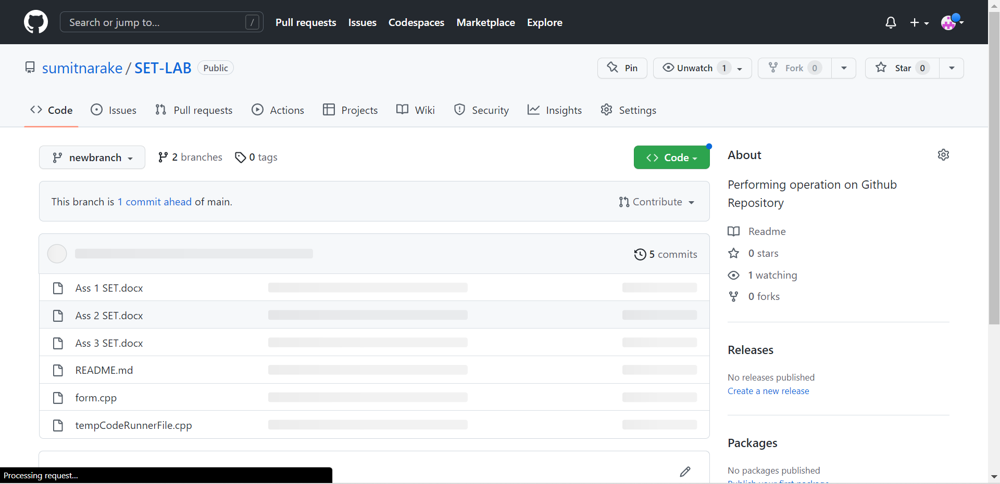 Search or jump to... / Pull requests Issues Codespaces Marketplace Explore
sumitnarake / SET-LAB Public Pin Unwatch 1 Fork 0 Star 0
Code Issues Pull requests Actions Projects Wiki Security Insights Settings
newbranch 2 branches 0 tags Code
This branch is 1 commit ahead of main. Contribute
5 commits
Ass 1 SET.docx
Ass 2 SET.docx
Ass 3 SET.docx
README.md
form.cpp
tempCodeRunnerFile.cpp
About
Performing operation on Github
Repository
Readme
0 stars
1 watching
0 forks
Releases
No releases published
Create a new release
Packages
No packages published
Publish your first package
Processing request...